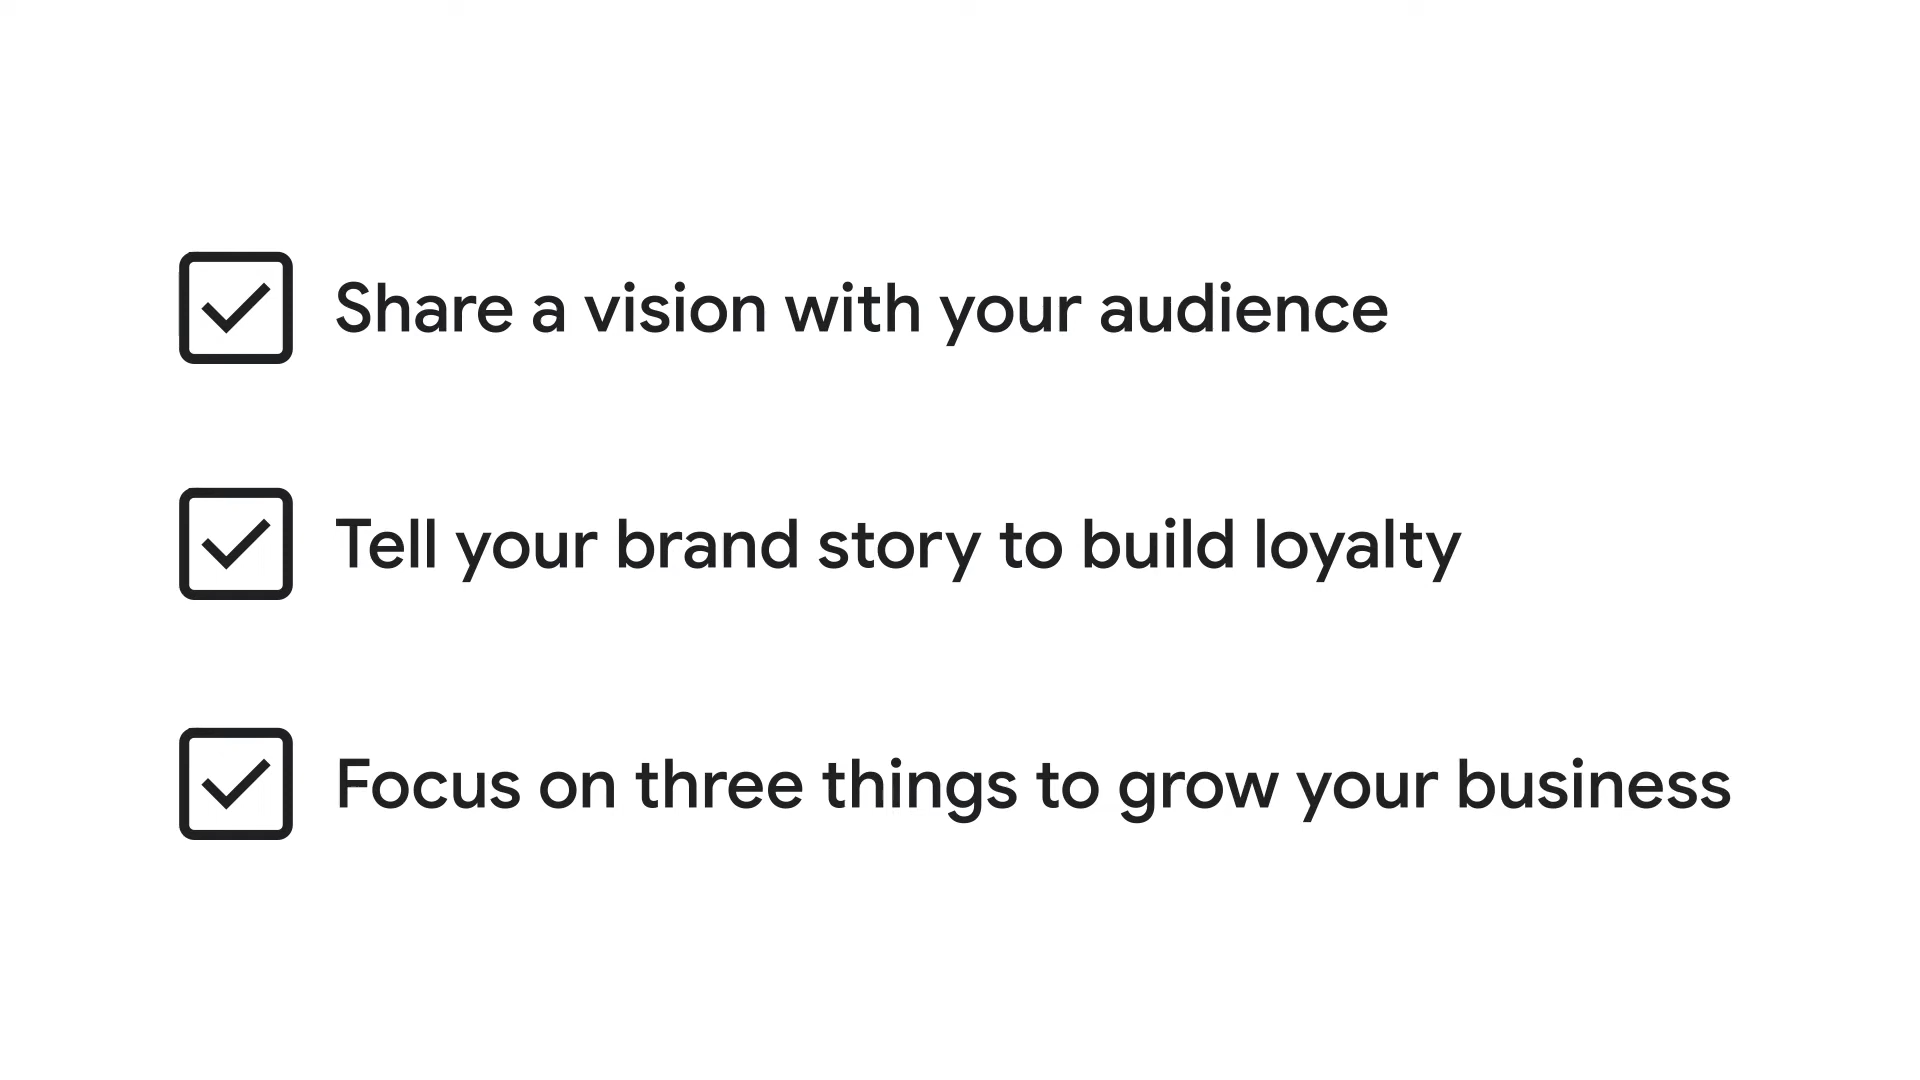 Share a vision with your audience
Tell your brand story to build loyalty
Focus on three things to grow your business